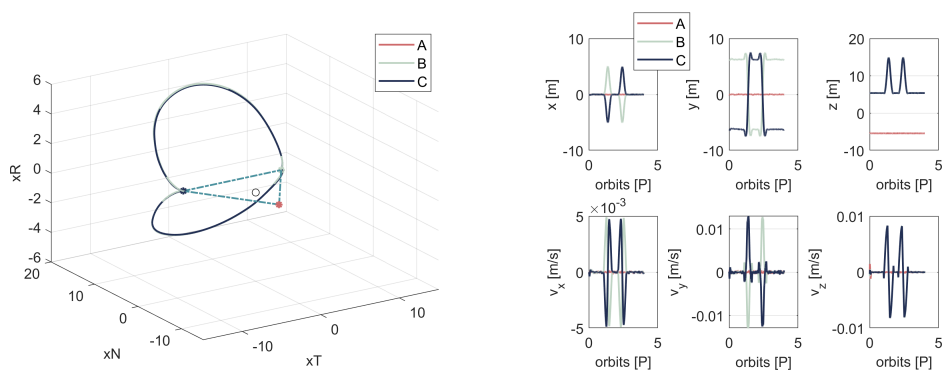 A
B
C
6
4
2
0
-2
-4
-6
xR
20
10
0
-10
xN
-10
0
10
xT
A
B
C
10
0
-10
x [m]
0
5
orbits [P]
10
0
-10
y [m]
0
5
orbits [P]
20
10
0
-10
z [m]
0
5
orbits [P]
×10⁻³
5
0
-5
vₓ [m/s]
0
5
orbits [P]
0.01
0
-0.01
v_y [m/s]
0
5
orbits [P]
0.01
0
-0.01
v_z [m/s]
0
5
orbits [P]